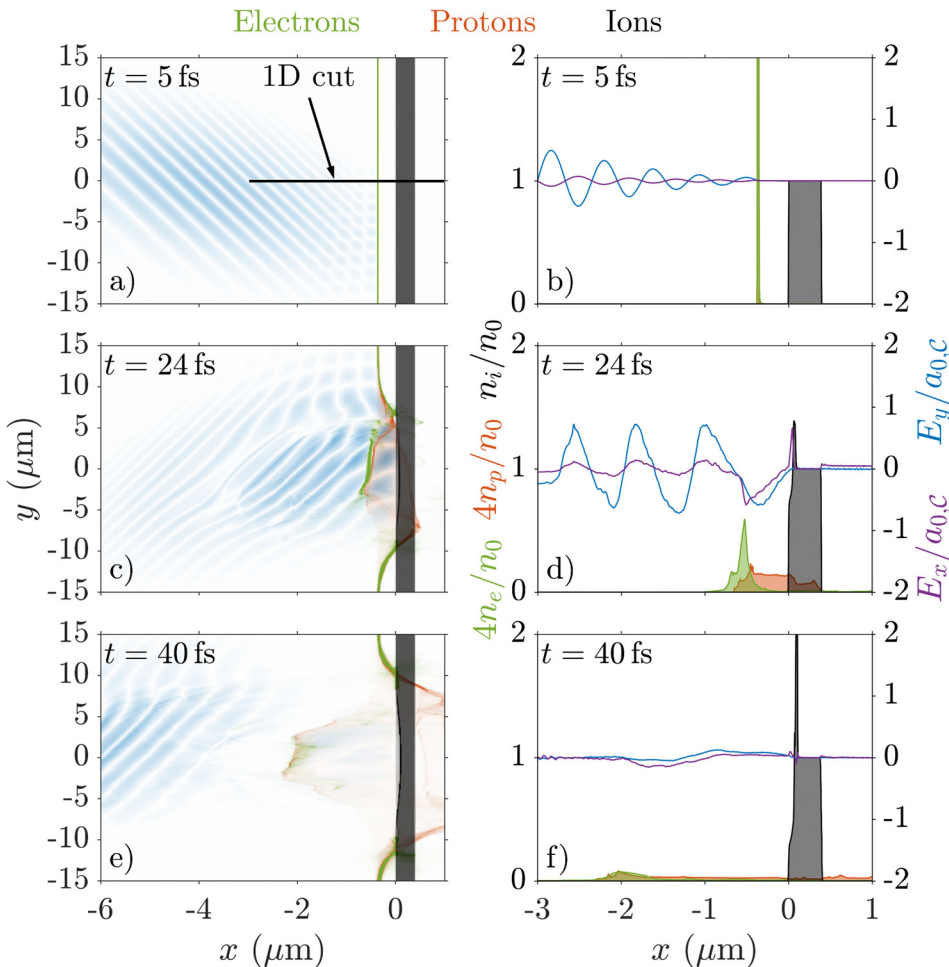 Electrons Protons Ions
t = 5 fs
1D cut
a)
15
10
5
0
-5
-10
-15
t = 5 fs
b)
2
1
0
2
1
0
-1
-2
t = 24 fs
c)
15
10
5
0
-5
-10
-15
y (μm)
t = 24 fs
d)
2
1
0
2
1
0
-1
-2
4n_e/n_0 4n_p/n_0 n_i/n_0
E_y/a_{0,C}
E_x/a_{0,C}
t = 40 fs
e)
15
10
5
0
-5
-10
-15
-6 -4 -2 0
x (μm)
t = 40 fs
f)
2
1
0
2
1
0
-1
-2
-3 -2 -1 0 1
x (μm)